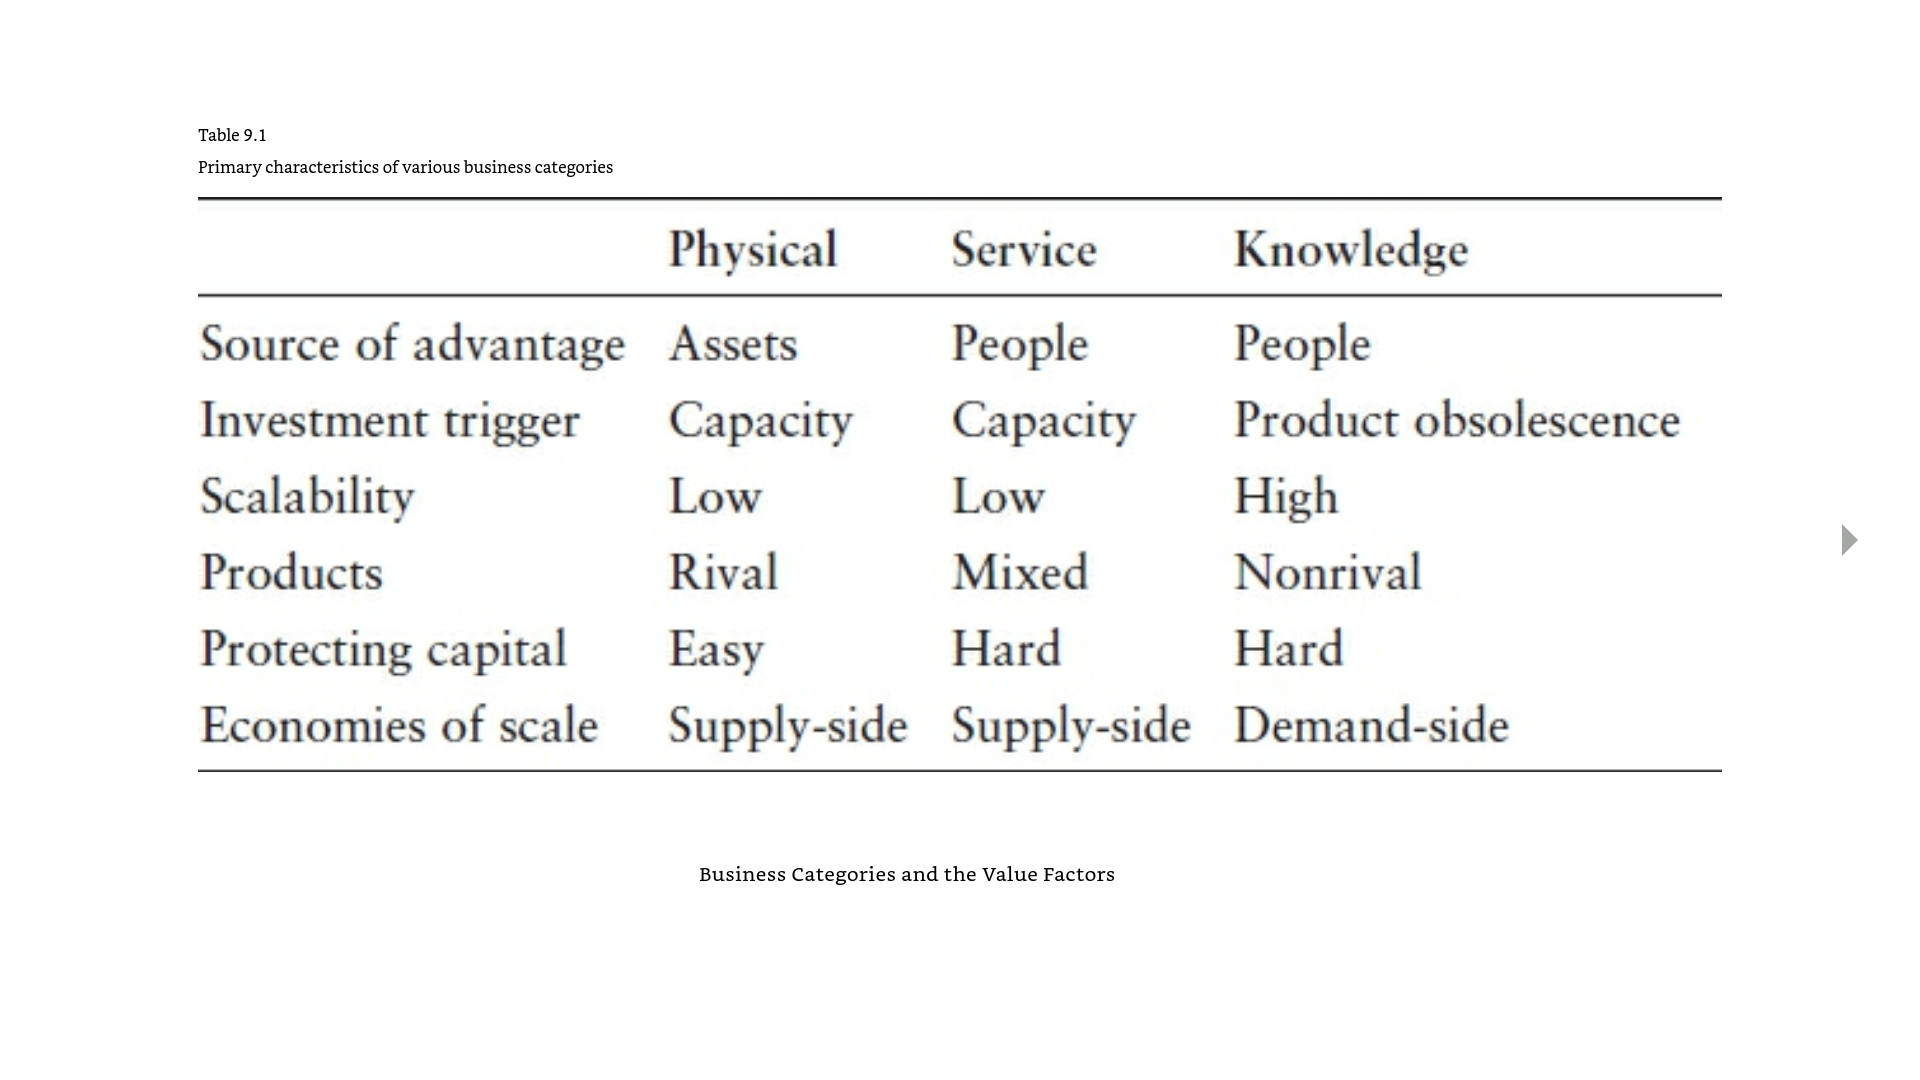 Table 9.1
Primary characteristics of various business categories
Physical Service Knowledge
Source of advantage Assets People People
Investment trigger Capacity Capacity Product obsolescence
Scalability Low Low High
Products Rival Mixed Nonrival
Protecting capital Easy Hard Hard
Economies of scale Supply-side Supply-side Demand-side
Business Categories and the Value Factors